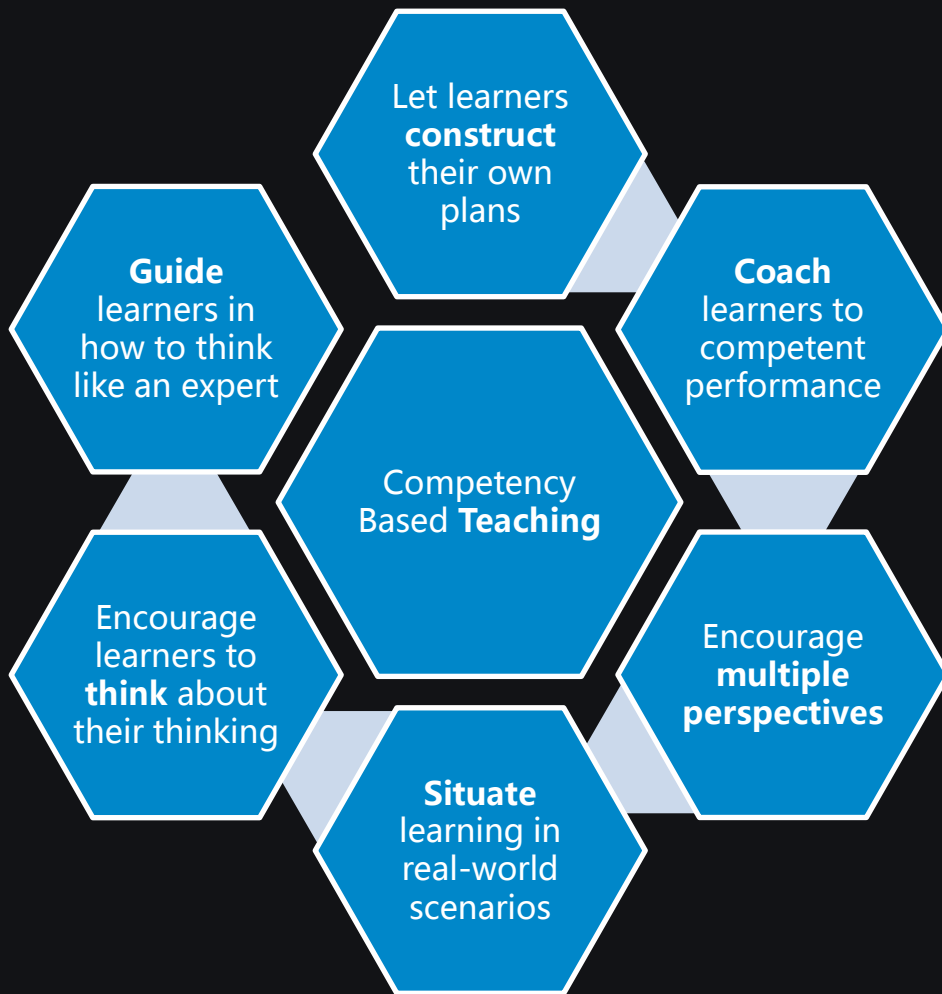 Let learners
construct
their own
plans
Coach
learners to
competent
performance
Encourage
multiple
perspectives
Situate
learning in
real-world
scenarios
Encourage
learners to
think about
their thinking
Guide
learners in
how to think
like an expert
Competency
Based Teaching